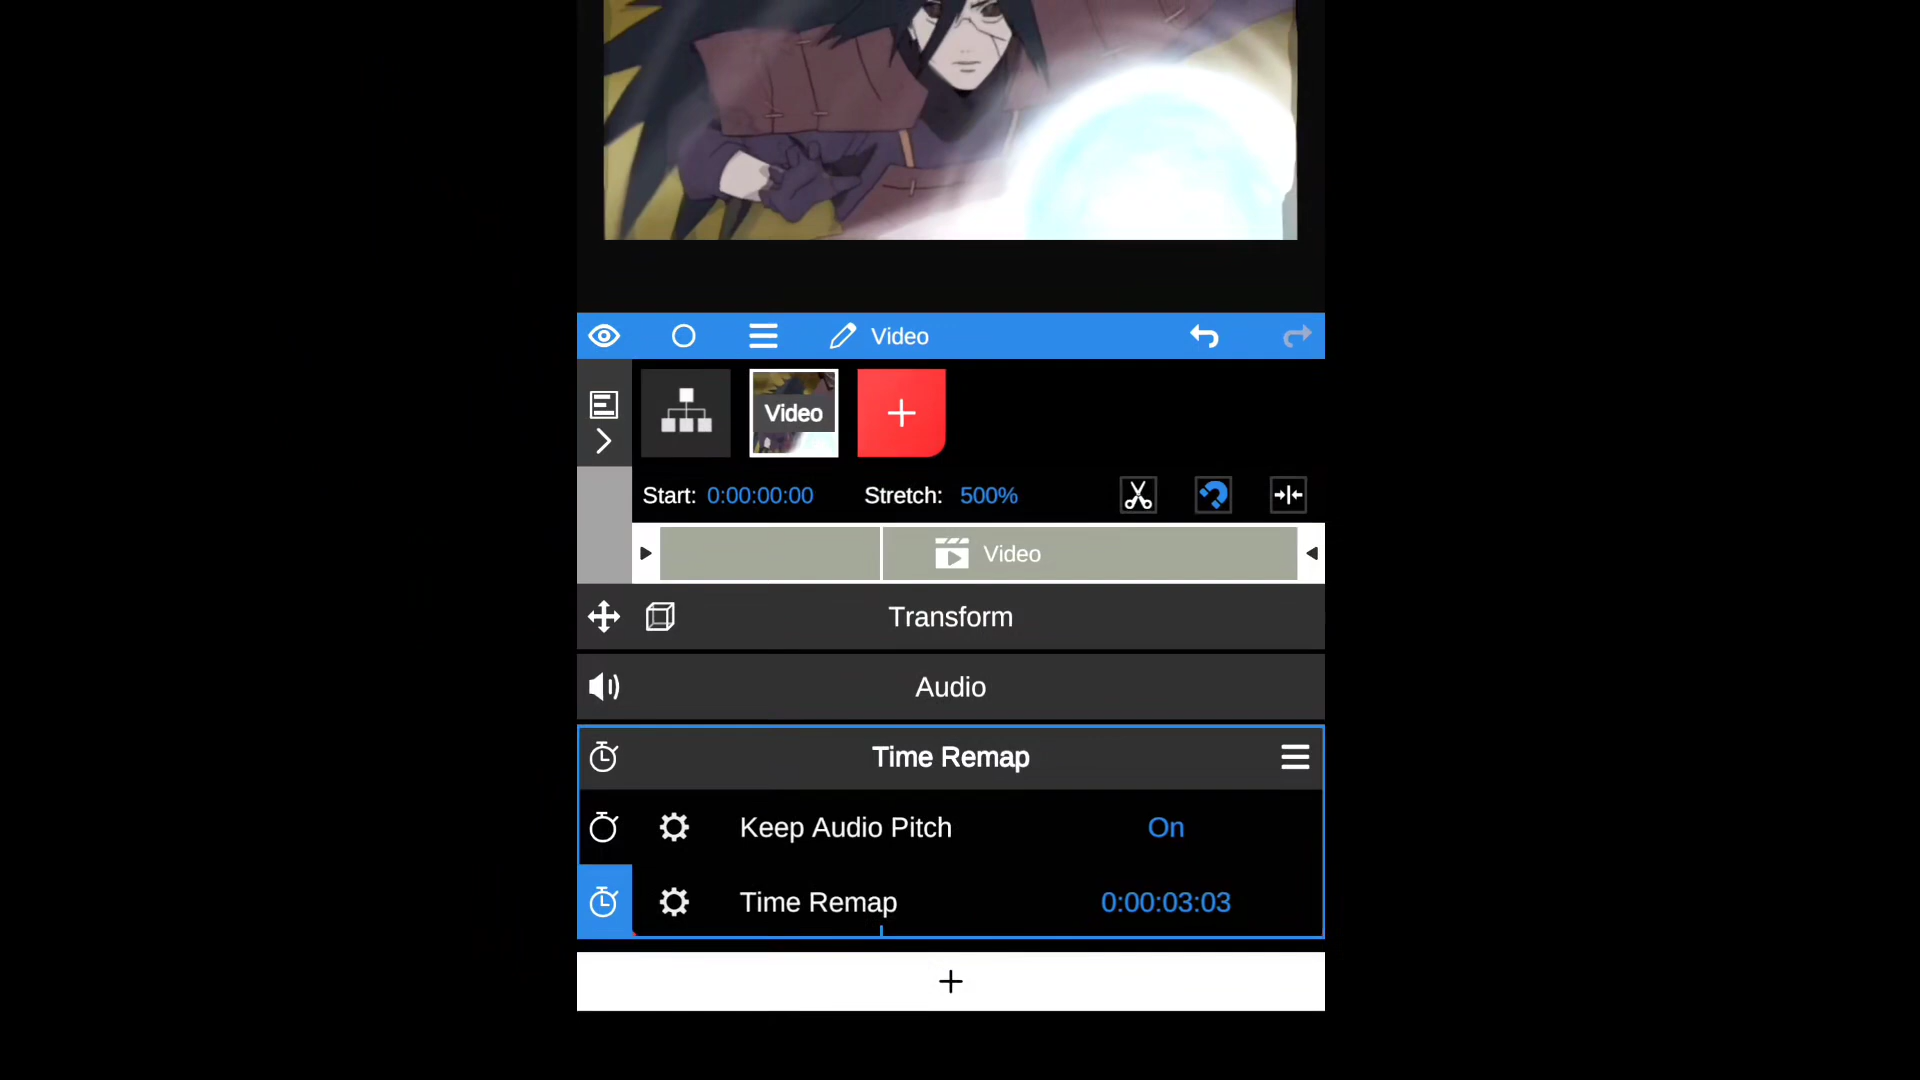 Video
Video
Start: 0:00:00:00 Stretch: 500%
Video
Transform
Audio
Time Remap
Keep Audio Pitch On
Time Remap 0:00:03:03